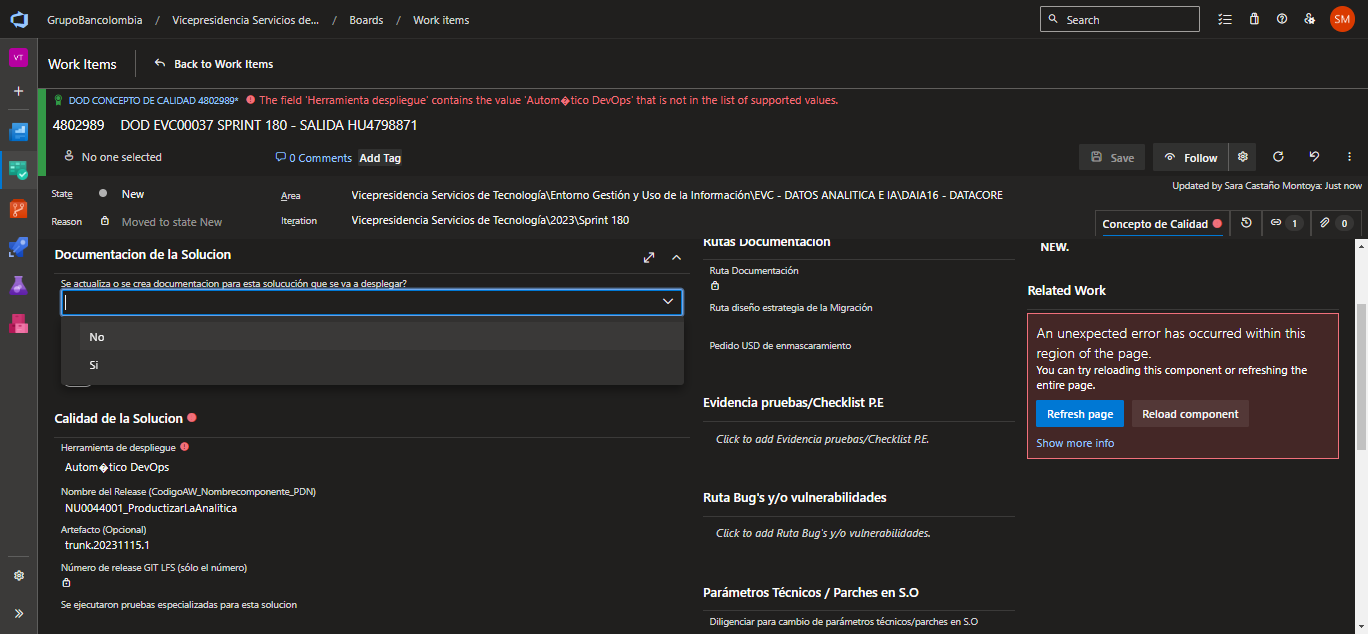 GrupoBancolombia / Vicepresidencia Servicios de... / Boards / Work items
Search
SM
VT
Work Items
Back to Work Items
DOD CONCEPTO DE CALIDAD 4802989* The field 'Herramienta despliegue' contains the value 'Autom�tico DevOps' that is not in the list of supported values.
4802989 DOD EVC00037 SPRINT 180 - SALIDA HU4798871
No one selected
0 Comments
Add Tag
Save
Follow
State
New
Area
Vicepresidencia Servicios de Tecnología\Entorno Gestión y Uso de la Información\EVC - DATOS ANALITICA E IA\DAIA16 - DATACORE
Updated by Sara Castaño Montoya: Just now
Reason
Moved to state New
Iteration
Vicepresidencia Servicios de Tecnología\2023\Sprint 180
Concepto de Calidad
1
0
Documentacion de la Solucion
Se actualiza o se crea documentacion para esta solucución que se va a desplegar?
No
Si
Calidad de la Solucion
Herramienta de despliegue
Autom�tico DevOps
Nombre del Release (CodigoAW_Nombrecomponente_PDN)
NU0044001_ProductizarLaAnalitica
Artefacto (Opcional)
trunk.20231115.1
Número de release GIT LFS (sólo el número)
Se ejecutaron pruebas especializadas para esta solucion
Rutas Documentacion
Ruta Documentación
Ruta diseño estrategia de la Migración
Pedido USD de enmascaramiento
Evidencia pruebas/Checklist P.E
Click to add Evidencia pruebas/Checklist P.E.
Ruta Bug's y/o vulnerabilidades
Click to add Ruta Bug's y/o vulnerabilidades.
Parámetros Técnicos / Parches en S.O
Diligenciar para cambio de parámetros técnicos/parches en S.O
NEW.
Related Work
An unexpected error has occurred within this
region of the page.
You can try reloading this component or refreshing the
entire page.
Refresh page
Reload component
Show more info